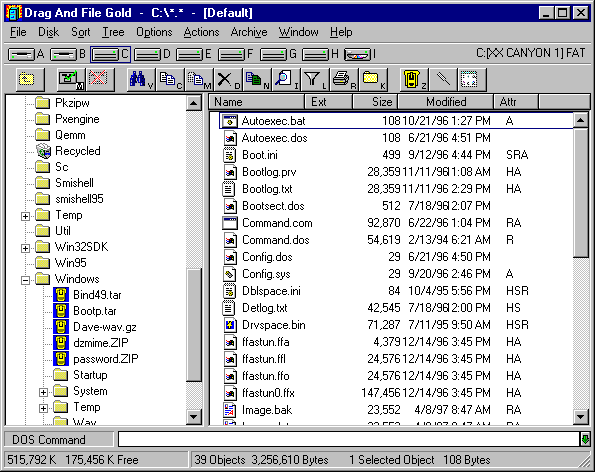 Drag And File Gold - C:\*.* - [Default]
File Disk Sort Tree Options Actions Archive Window Help
A B C D E F G H I C:[XX CANYON 1] FAT
V C M D N I L R K Z
Name Ext Size Modified Attr
Pkzipw
Pxengine
Qemm
Recycled
Sc
Smishell
smishell95
Temp
Util
Win32SDK
Win95
Windows
Bind49.tar
Bootp.tar
Dave-wav.gz
dzmime.ZIP
password.ZIP
Startup
System
Temp
Wav
Autoexec.bat 108 10/21/96 1:27 PM A
Autoexec.dos 108 6/21/96 4:51 PM
Boot.ini 499 9/12/96 4:44 PM SRA
Bootlog.prv 28,359 11/11/96 11:08 AM HA
Bootlog.txt 28,359 11/11/96 2:29 PM HA
Bootsect.dos 512 7/18/96 12:07 PM
Command.com 92,870 6/22/96 1:04 PM RA
Command.dos 54,619 2/13/94 6:21 AM R
Config.dos 29 6/21/96 4:50 PM
Config.sys 29 9/20/96 2:46 PM A
Dblspace.ini 84 10/4/95 5:56 PM HSR
Detlog.txt 42,545 7/18/96 12:00 PM HS
Drvspace.bin 71,287 7/11/95 9:50 AM HSR
ffastun.ffa 4,379 4/12/96 3:45 PM HA
ffastun.ffl 24,576 4/12/96 3:45 PM HA
ffastun.ffo 24,576 4/12/96 3:45 PM HA
ffastun0.ffx 147,456 4/12/96 3:45 PM HA
Image.bak 23,552 4/8/97 8:47 AM RA
DOS Command
515,792 K 175,456 K Free 39 Objects 3,256,610 Bytes 1 Selected Object 108 Bytes